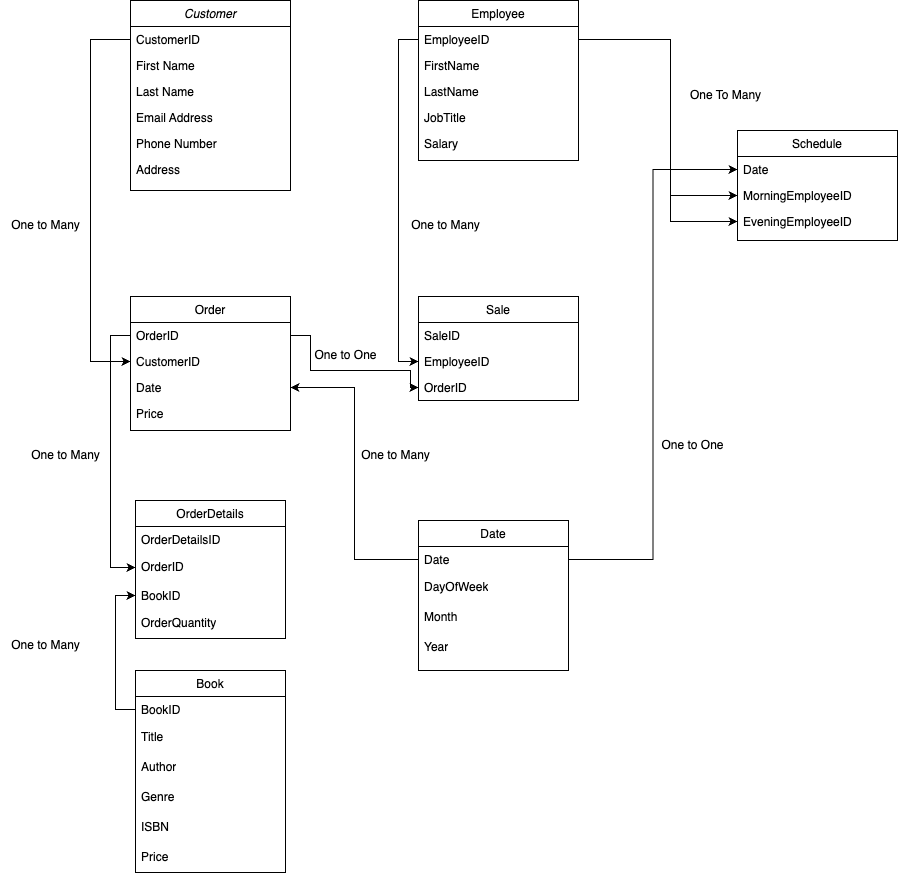 Customer
CustomerID
First Name
Last Name
Email Address
Phone Number
Address
Employee
EmployeeID
FirstName
LastName
JobTitle
Salary
One To Many
Schedule
Date
MorningEmployeeID
EveningEmployeeID
One to Many
One to Many
Order
OrderID
CustomerID
Date
Price
One to One
Sale
SaleID
EmployeeID
OrderID
One to Many
One to Many
One to One
OrderDetails
OrderDetailsID
OrderID
BookID
OrderQuantity
Date
Date
DayOfWeek
Month
Year
One to Many
Book
BookID
Title
Author
Genre
ISBN
Price